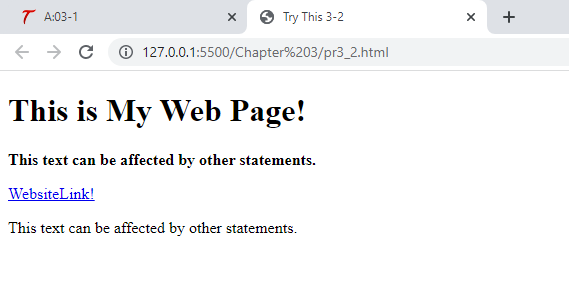 A:03-1
Try This 3-2
127.0.0.1:5500/Chapter%203/pr3_2.html
This is My Web Page!
This text can be affected by other statements.
WebsiteLink!
This text can be affected by other statements.